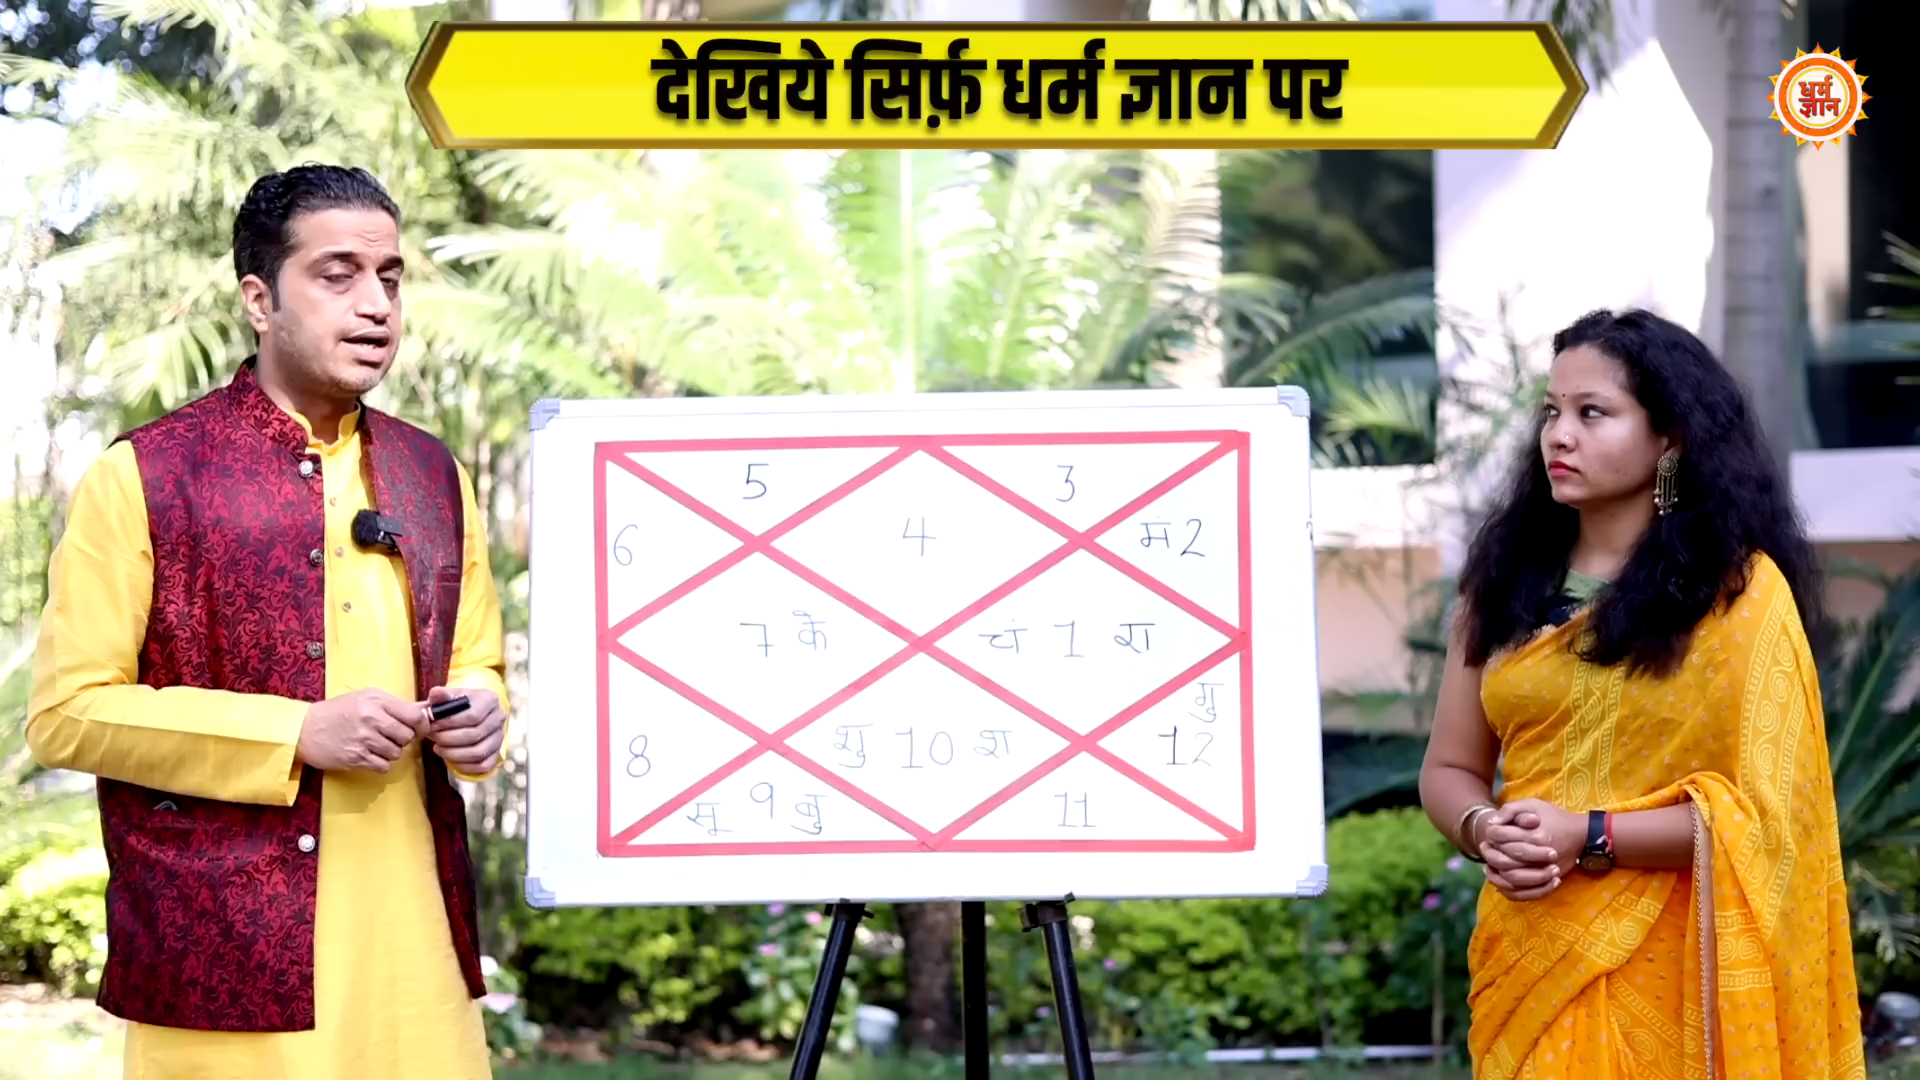 देखिये सिर्फ़ धर्म ज्ञान पर
धर्म
ज्ञान
5
3
6
4
मं 2
7 के
चं 1 रा
गु
8
शु 10 श
12
सू 9 बु
11